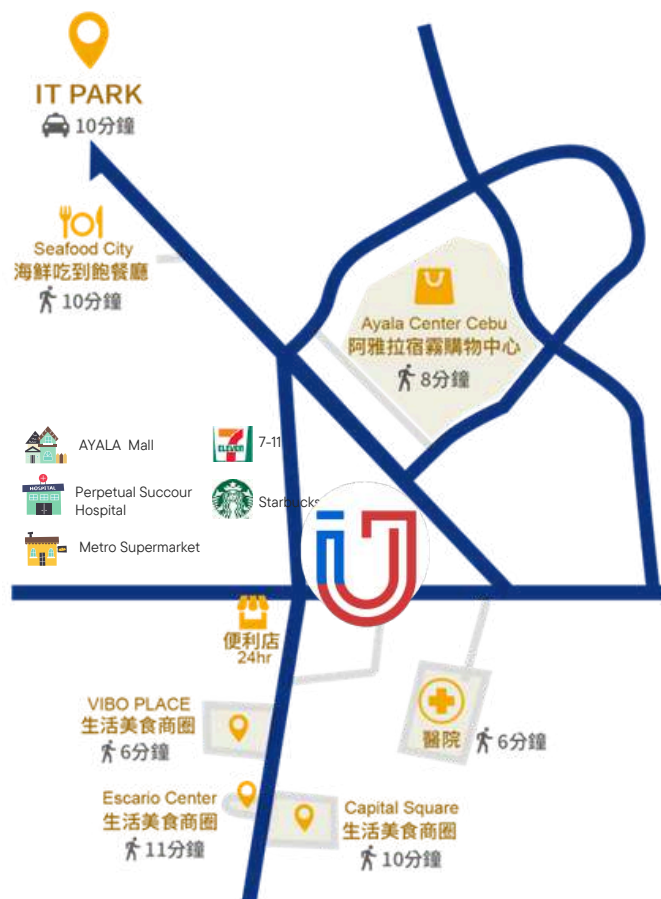 IT PARK
10分鐘
Seafood City
海鮮吃到飽餐廳
10分鐘
Ayala Center Cebu
阿雅拉宿霧購物中心
8分鐘
AYALA Mall
7-11
ELEVEN
Perpetual Succour
Hospital
HOSPITAL
Starbucks
Metro Supermarket
便利店
24hr
VIBO PLACE
生活美食商圈
6分鐘
醫院
6分鐘
Escario Center
生活美食商圈
11分鐘
Capital Square
生活美食商圈
10分鐘